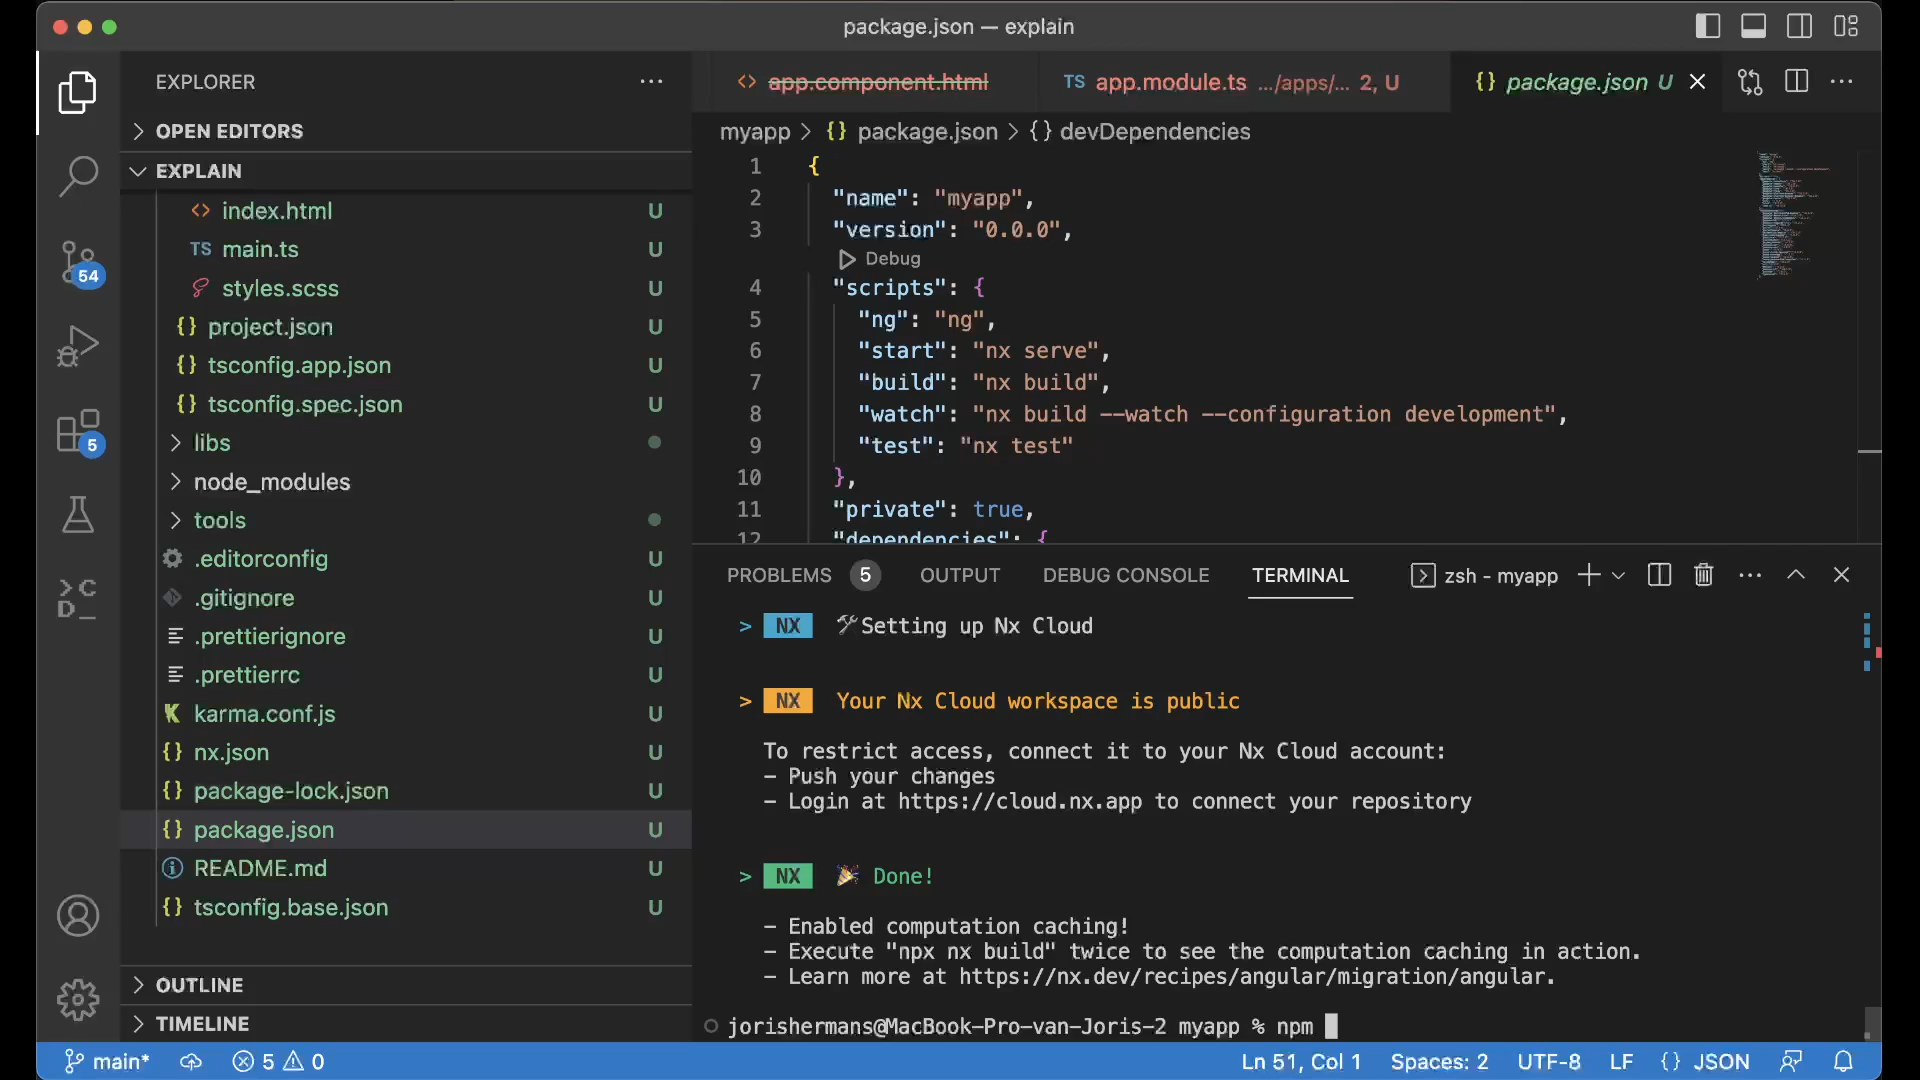 package.json — explain
EXPLORER
OPEN EDITORS
EXPLAIN
index.html U
TS main.ts U
styles.scss U
{} project.json U
{} tsconfig.app.json U
{} tsconfig.spec.json U
libs
node_modules
tools
.editorconfig U
.gitignore U
.prettierignore U
.prettierrc U
karma.conf.js U
{} nx.json U
{} package-lock.json U
{} package.json U
README.md U
{} tsconfig.base.json U
OUTLINE
TIMELINE
54
5
<> app.component.html
TS app.module.ts .../apps/... 2, U
{} package.json U
myapp > {} package.json > {} devDependencies
1 {
2 "name": "myapp",
3 "version": "0.0.0",
Debug
4 "scripts": {
5 "ng": "ng",
6 "start": "nx serve",
7 "build": "nx build",
8 "watch": "nx build --watch --configuration development",
9 "test": "nx test"
10 },
11 "private": true,
12 "dependencies": {
PROBLEMS 5 OUTPUT DEBUG CONSOLE TERMINAL zsh - myapp
> NX Setting up Nx Cloud
> NX Your Nx Cloud workspace is public
To restrict access, connect it to your Nx Cloud account:
- Push your changes
- Login at https://cloud.nx.app to connect your repository
> NX 🎉 Done!
- Enabled computation caching!
- Execute "npx nx build" twice to see the computation caching in action.
- Learn more at https://nx.dev/recipes/angular/migration/angular.
jorishermans@MacBook-Pro-van-Joris-2 myapp % npm
main* 5 0 Ln 51, Col 1 Spaces: 2 UTF-8 LF {} JSON